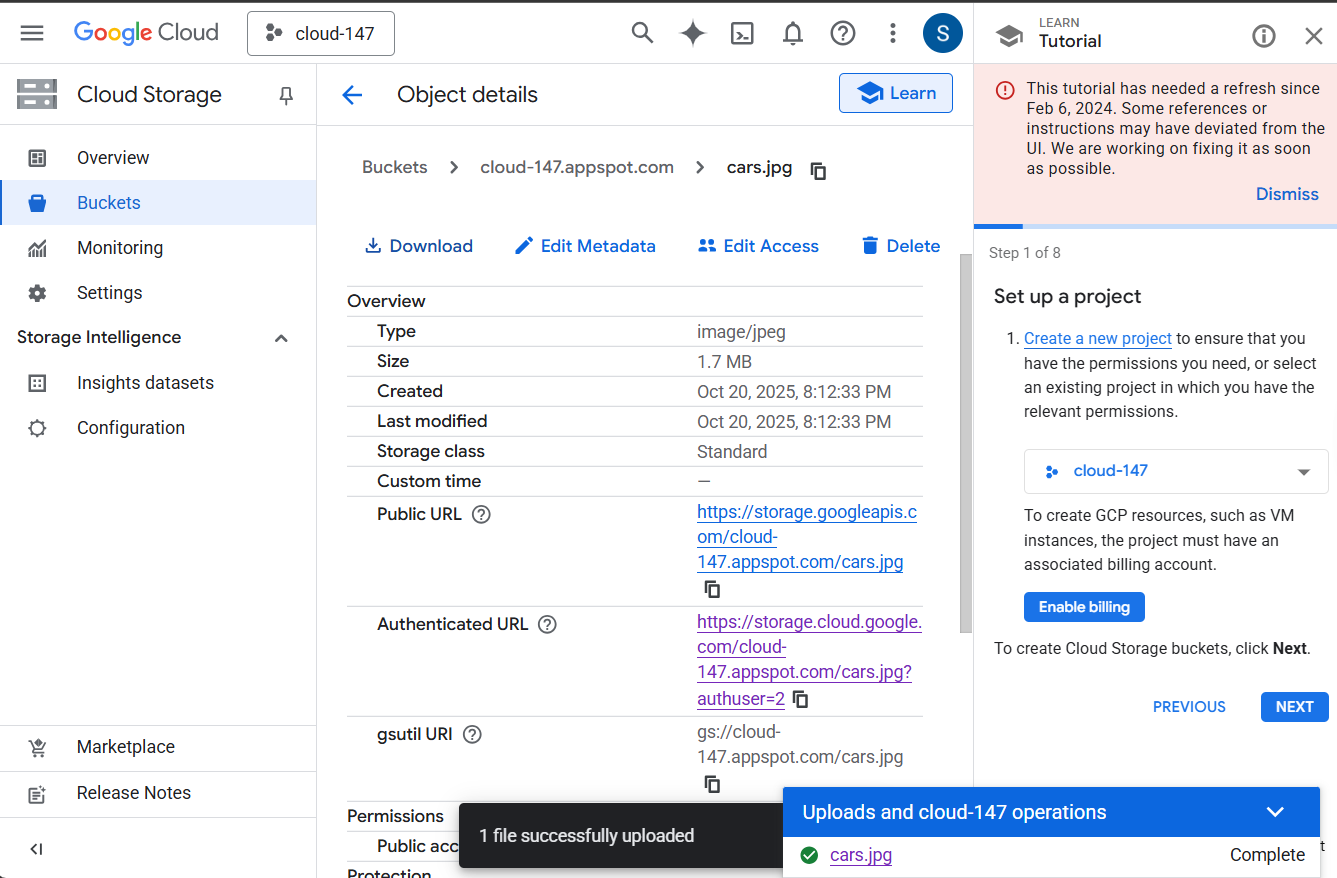 Google Cloud
cloud-147
S
LEARN
Tutorial
Cloud Storage
Overview
Buckets
Monitoring
Settings
Storage Intelligence
Insights datasets
Configuration
Marketplace
Release Notes
Object details
Learn
Buckets > cloud-147.appspot.com > cars.jpg
Download Edit Metadata Edit Access Delete
Overview
Type image/jpeg
Size 1.7 MB
Created Oct 20, 2025, 8:12:33 PM
Last modified Oct 20, 2025, 8:12:33 PM
Storage class Standard
Custom time —
Public URL https://storage.googleapis.c
om/cloud-
147.appspot.com/cars.jpg
Authenticated URL https://storage.cloud.google.
com/cloud-
147.appspot.com/cars.jpg?
authuser=2
gsutil URI gs://cloud-
147.appspot.com/cars.jpg
Permissions
Public acc
Protection
1 file successfully uploaded
This tutorial has needed a refresh since
Feb 6, 2024. Some references or
instructions may have deviated from the
UI. We are working on fixing it as soon
as possible.
Dismiss
Step 1 of 8
Set up a project
1. Create a new project to ensure that you
have the permissions you need, or select
an existing project in which you have the
relevant permissions.
cloud-147
To create GCP resources, such as VM
instances, the project must have an
associated billing account.
Enable billing
To create Cloud Storage buckets, click Next.
PREVIOUS NEXT
Uploads and cloud-147 operations
cars.jpg Complete